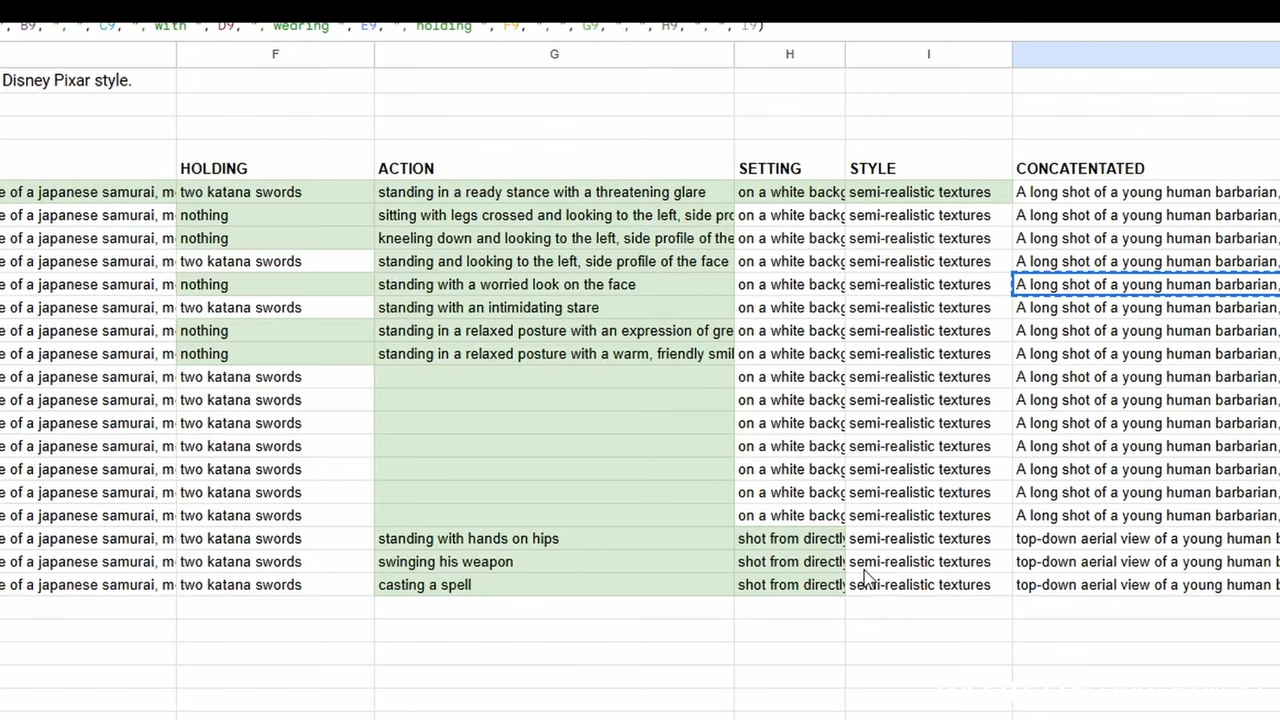 ", B9, ", ", C9, ", with ", D9, ", wearing ", E9, ", holding ", F9, ", ", G9, ", ", H9, ", ", I9)
F G H I
Disney Pixar style.
HOLDING ACTION SETTING STYLE CONCATENTATED
e of a japanese samurai, m two katana swords standing in a ready stance with a threatening glare on a white backg semi-realistic textures A long shot of a young human barbarian,
e of a japanese samurai, m nothing sitting with legs crossed and looking to the left, side pro on a white backg semi-realistic textures A long shot of a young human barbarian,
e of a japanese samurai, m nothing kneeling down and looking to the left, side profile of the on a white backg semi-realistic textures A long shot of a young human barbarian,
e of a japanese samurai, m two katana swords standing and looking to the left, side profile of the face on a white backg semi-realistic textures A long shot of a young human barbarian,
e of a japanese samurai, m nothing standing with a worried look on the face on a white backg semi-realistic textures A long shot of a young human barbarian,
e of a japanese samurai, m two katana swords standing with an intimidating stare on a white backg semi-realistic textures A long shot of a young human barbarian,
e of a japanese samurai, m nothing standing in a relaxed posture with an expression of gre on a white backg semi-realistic textures A long shot of a young human barbarian,
e of a japanese samurai, m nothing standing in a relaxed posture with a warm, friendly smil on a white backg semi-realistic textures A long shot of a young human barbarian,
e of a japanese samurai, m two katana swords on a white backg semi-realistic textures A long shot of a young human barbarian,
e of a japanese samurai, m two katana swords on a white backg semi-realistic textures A long shot of a young human barbarian,
e of a japanese samurai, m two katana swords on a white backg semi-realistic textures A long shot of a young human barbarian,
e of a japanese samurai, m two katana swords on a white backg semi-realistic textures A long shot of a young human barbarian,
e of a japanese samurai, m two katana swords on a white backg semi-realistic textures A long shot of a young human barbarian,
e of a japanese samurai, m two katana swords on a white backg semi-realistic textures A long shot of a young human barbarian,
e of a japanese samurai, m two katana swords on a white backg semi-realistic textures A long shot of a young human barbarian,
e of a japanese samurai, m two katana swords standing with hands on hips shot from directly semi-realistic textures top-down aerial view of a young human b
e of a japanese samurai, m two katana swords swinging his weapon shot from directly semi-realistic textures top-down aerial view of a young human b
e of a japanese samurai, m two katana swords casting a spell shot from directly semi-realistic textures top-down aerial view of a young human b